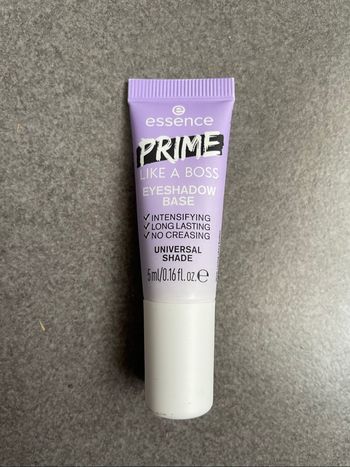 essence
PRIME
LIKE A BOSS
EYESHADOW
BASE
✓ INTENSIFYING
✓ LONG LASTING
✓ NO CREASING
UNIVERSAL
SHADE
5 ml/0.16 fl.oz.℮